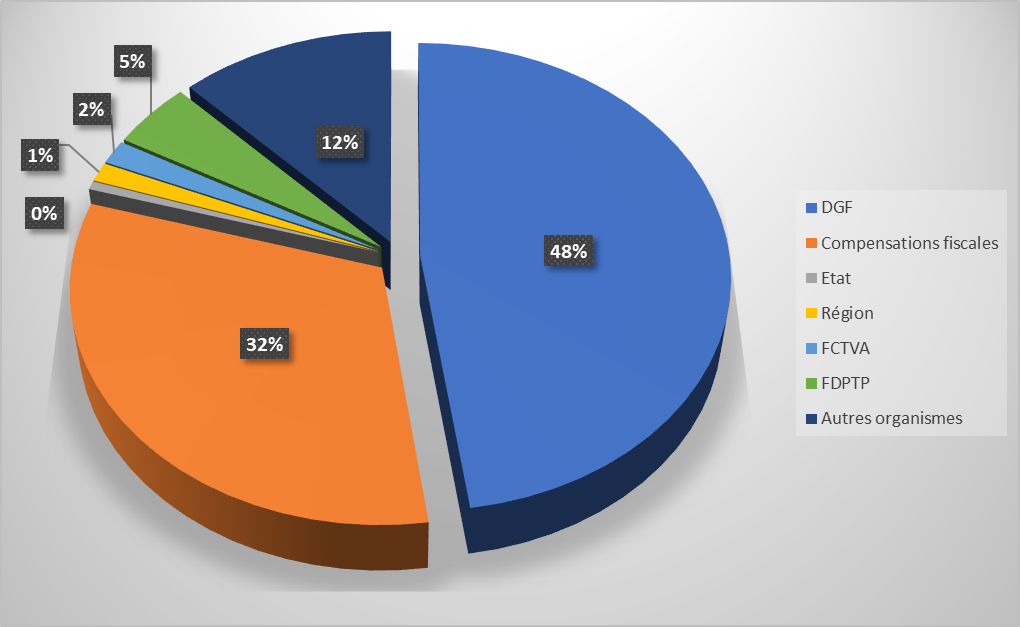 5%
2%
12%
1%
0%
48%
32%
DGF
Compensations fiscales
Etat
Région
FCTVA
FDPTP
Autres organismes